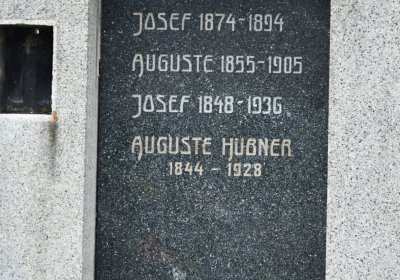 JOSEF 1874-1894
AUGUSTE 1855-1905
JOSEF 1848-1936
AUGUSTE HÜBNER
1844 - 1928